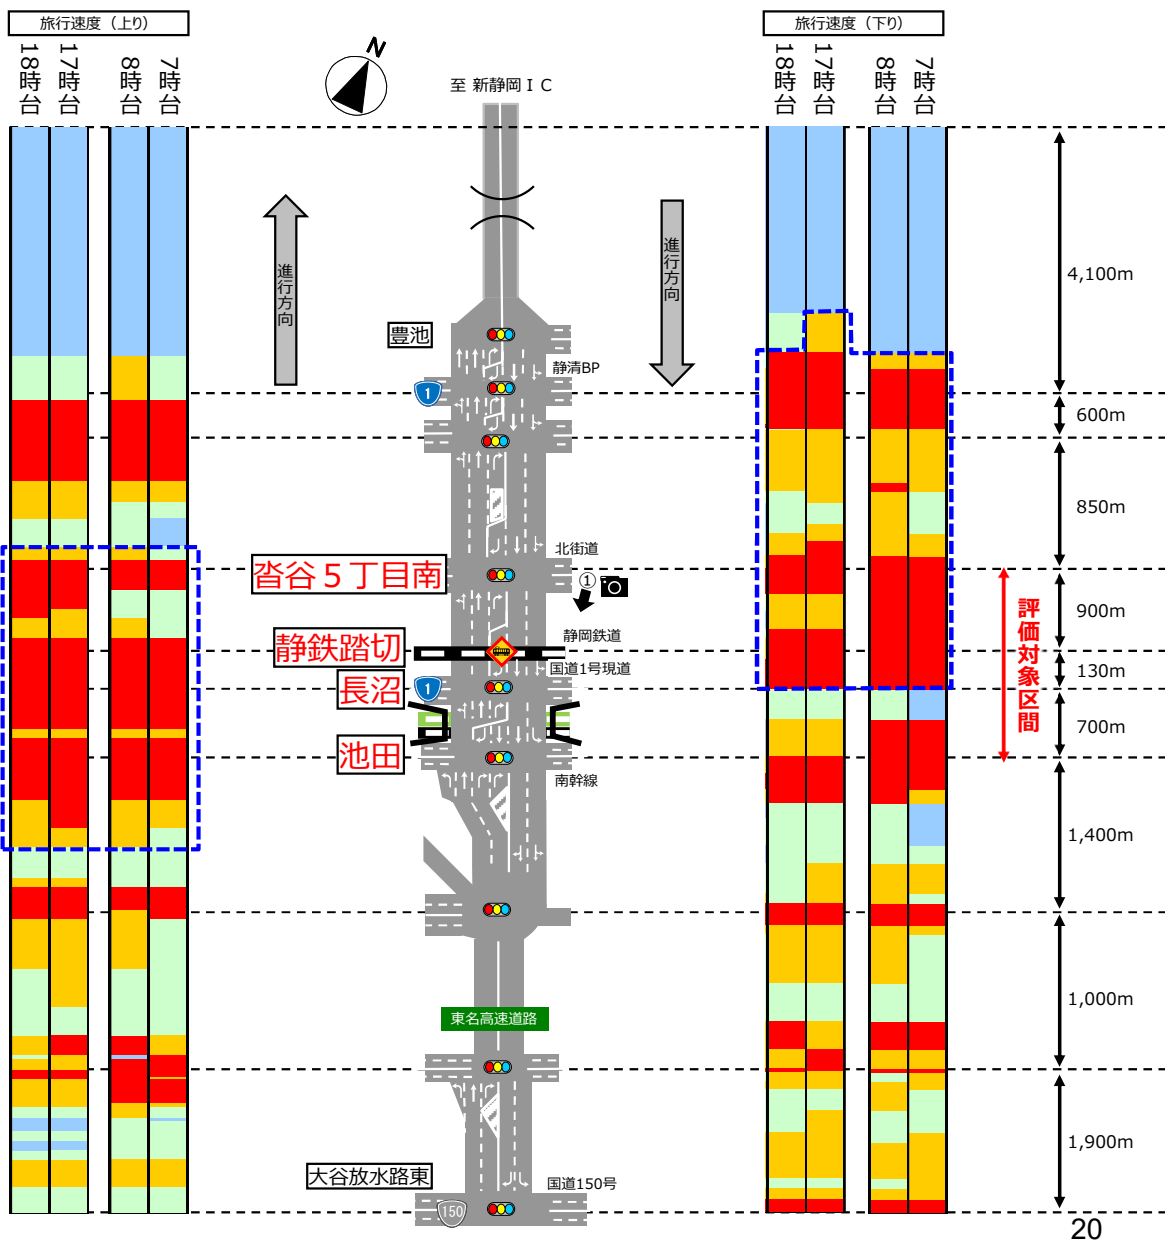 旅行速度（上り）
旅行速度（下り）
18時台
17時台
8時台
7時台
N
至 新静岡ＩＣ
18時台
17時台
8時台
7時台
進行方向
進行方向
4,100m
豊池
静清BP
1
600m
850m
北街道
沓谷５丁目南
①
900m
評価対象区間
静岡鉄道
静鉄踏切
国道1号現道
130m
長沼
1
700m
池田
南幹線
1,400m
1,000m
東名高速道路
1,900m
大谷放水路東
国道150号
150
20